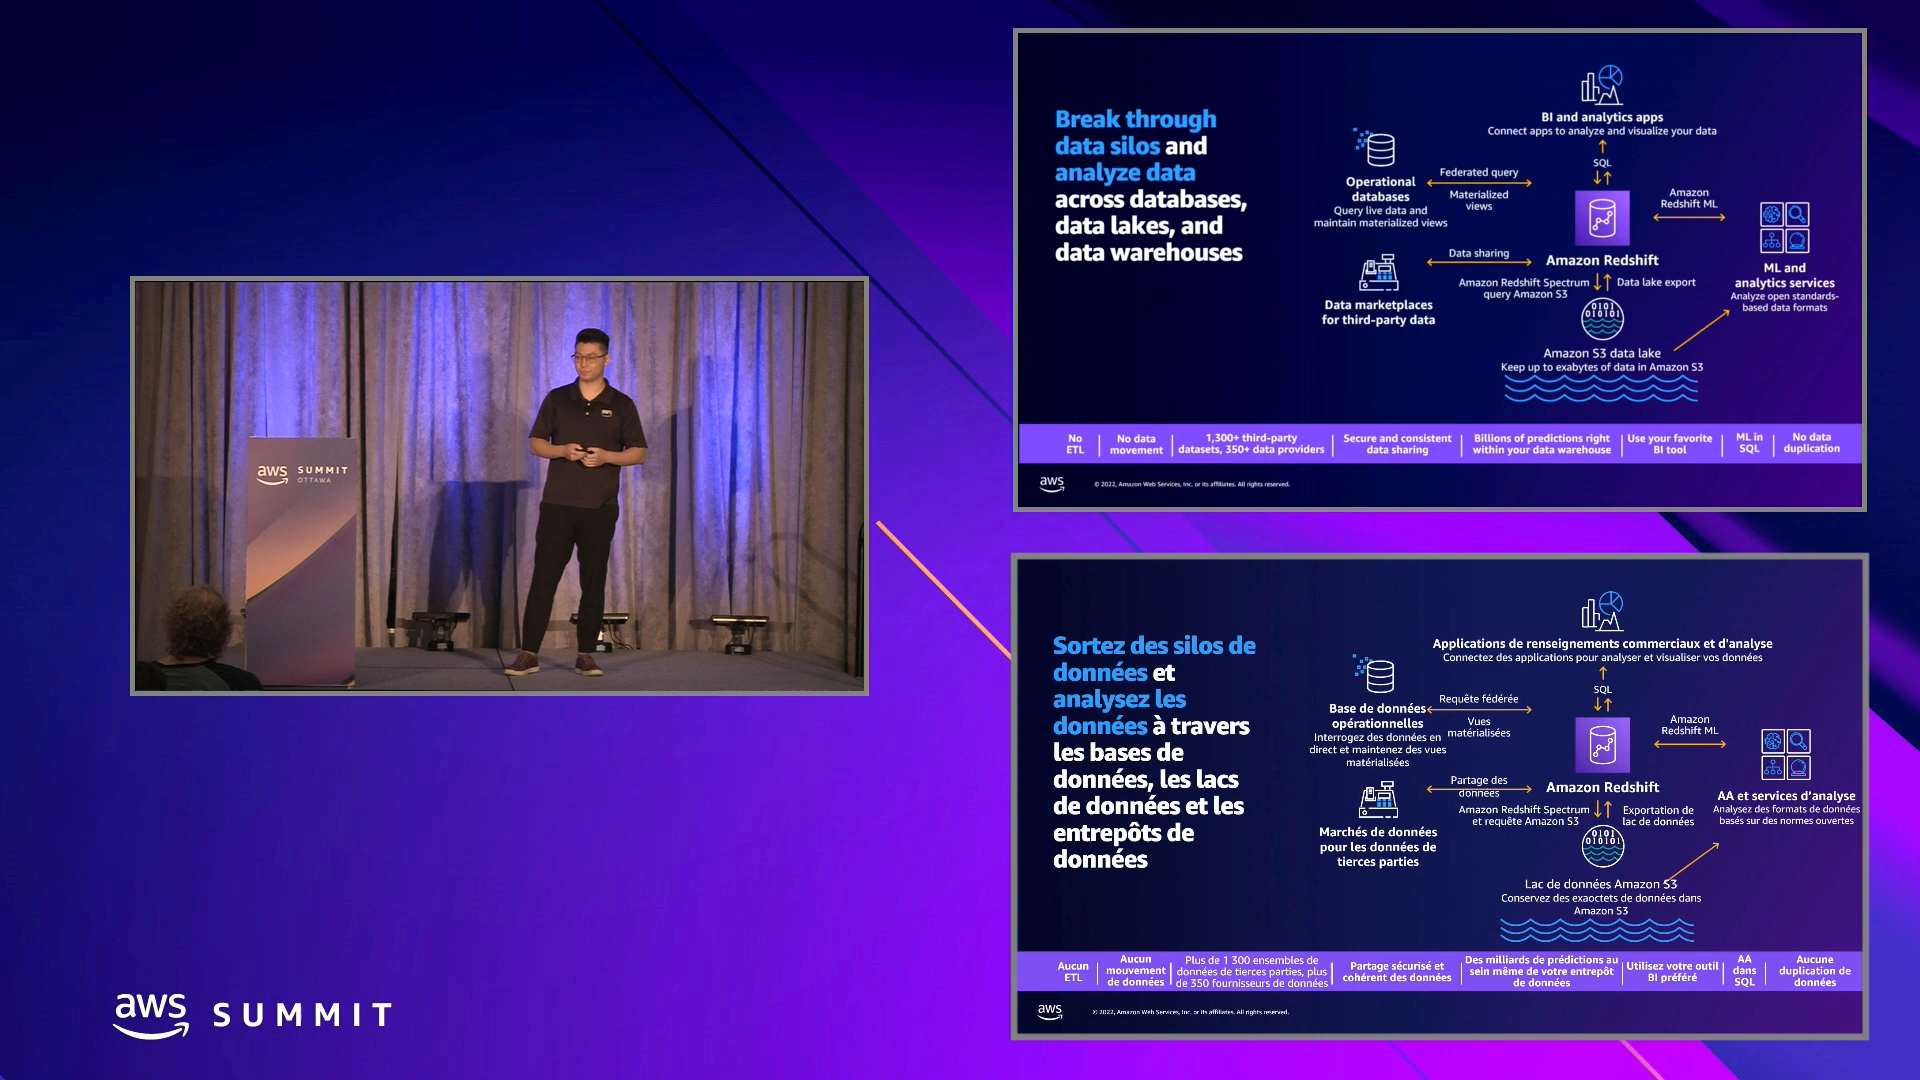 aws SUMMIT
OTTAWA
aws SUMMIT
Break through
data silos and
analyze data
across databases,
data lakes, and
data warehouses
BI and analytics apps
Connect apps to analyze and visualize your data
SQL
Operational
databases
Query live data and
maintain materialized views
Federated query
Materialized
views
Amazon
Redshift ML
Amazon Redshift
Data sharing
Data marketplaces
for third-party data
Amazon Redshift Spectrum
query Amazon S3
Data lake export
0101
010101
ML and
analytics services
Analyze open standards-
based data formats
Amazon S3 data lake
Keep up to exabytes of data in Amazon S3
No
ETL
No data
movement
1,300+ third-party
datasets, 350+ data providers
Secure and consistent
data sharing
Billions of predictions right
within your data warehouse
Use your favorite
BI tool
ML in
SQL
No data
duplication
aws
© 2022, Amazon Web Services, Inc. or its affiliates. All rights reserved.
Sortez des silos de
données et
analysez les
données à travers
les bases de
données, les lacs
de données et les
entrepôts de
données
Applications de renseignements commerciaux et d'analyse
Connectez des applications pour analyser et visualiser vos données
SQL
Base de données
opérationnelles
Interrogez des données en
direct et maintenez des vues
matérialisées
Requête fédérée
Vues
matérialisées
Amazon
Redshift ML
Amazon Redshift
Partage des
données
Marchés de données
pour les données de
tierces parties
Amazon Redshift Spectrum
et requête Amazon S3
Exportation de
lac de données
0101
010101
AA et services d'analyse
Analysez des formats de données
basés sur des normes ouvertes
Lac de données Amazon S3
Conservez des exaoctets de données dans
Amazon S3
Aucun
ETL
Aucun
mouvement
de données
Plus de 1 300 ensembles de
données de tierces parties, plus
de 350 fournisseurs de données
Partage sécurisé et
cohérent des données
Des milliards de prédictions au
sein même de votre entrepôt
de données
Utilisez votre outil
BI préféré
AA
dans
SQL
Aucune
duplication de
données
aws
© 2022, Amazon Web Services, Inc. or its affiliates. All rights reserved.